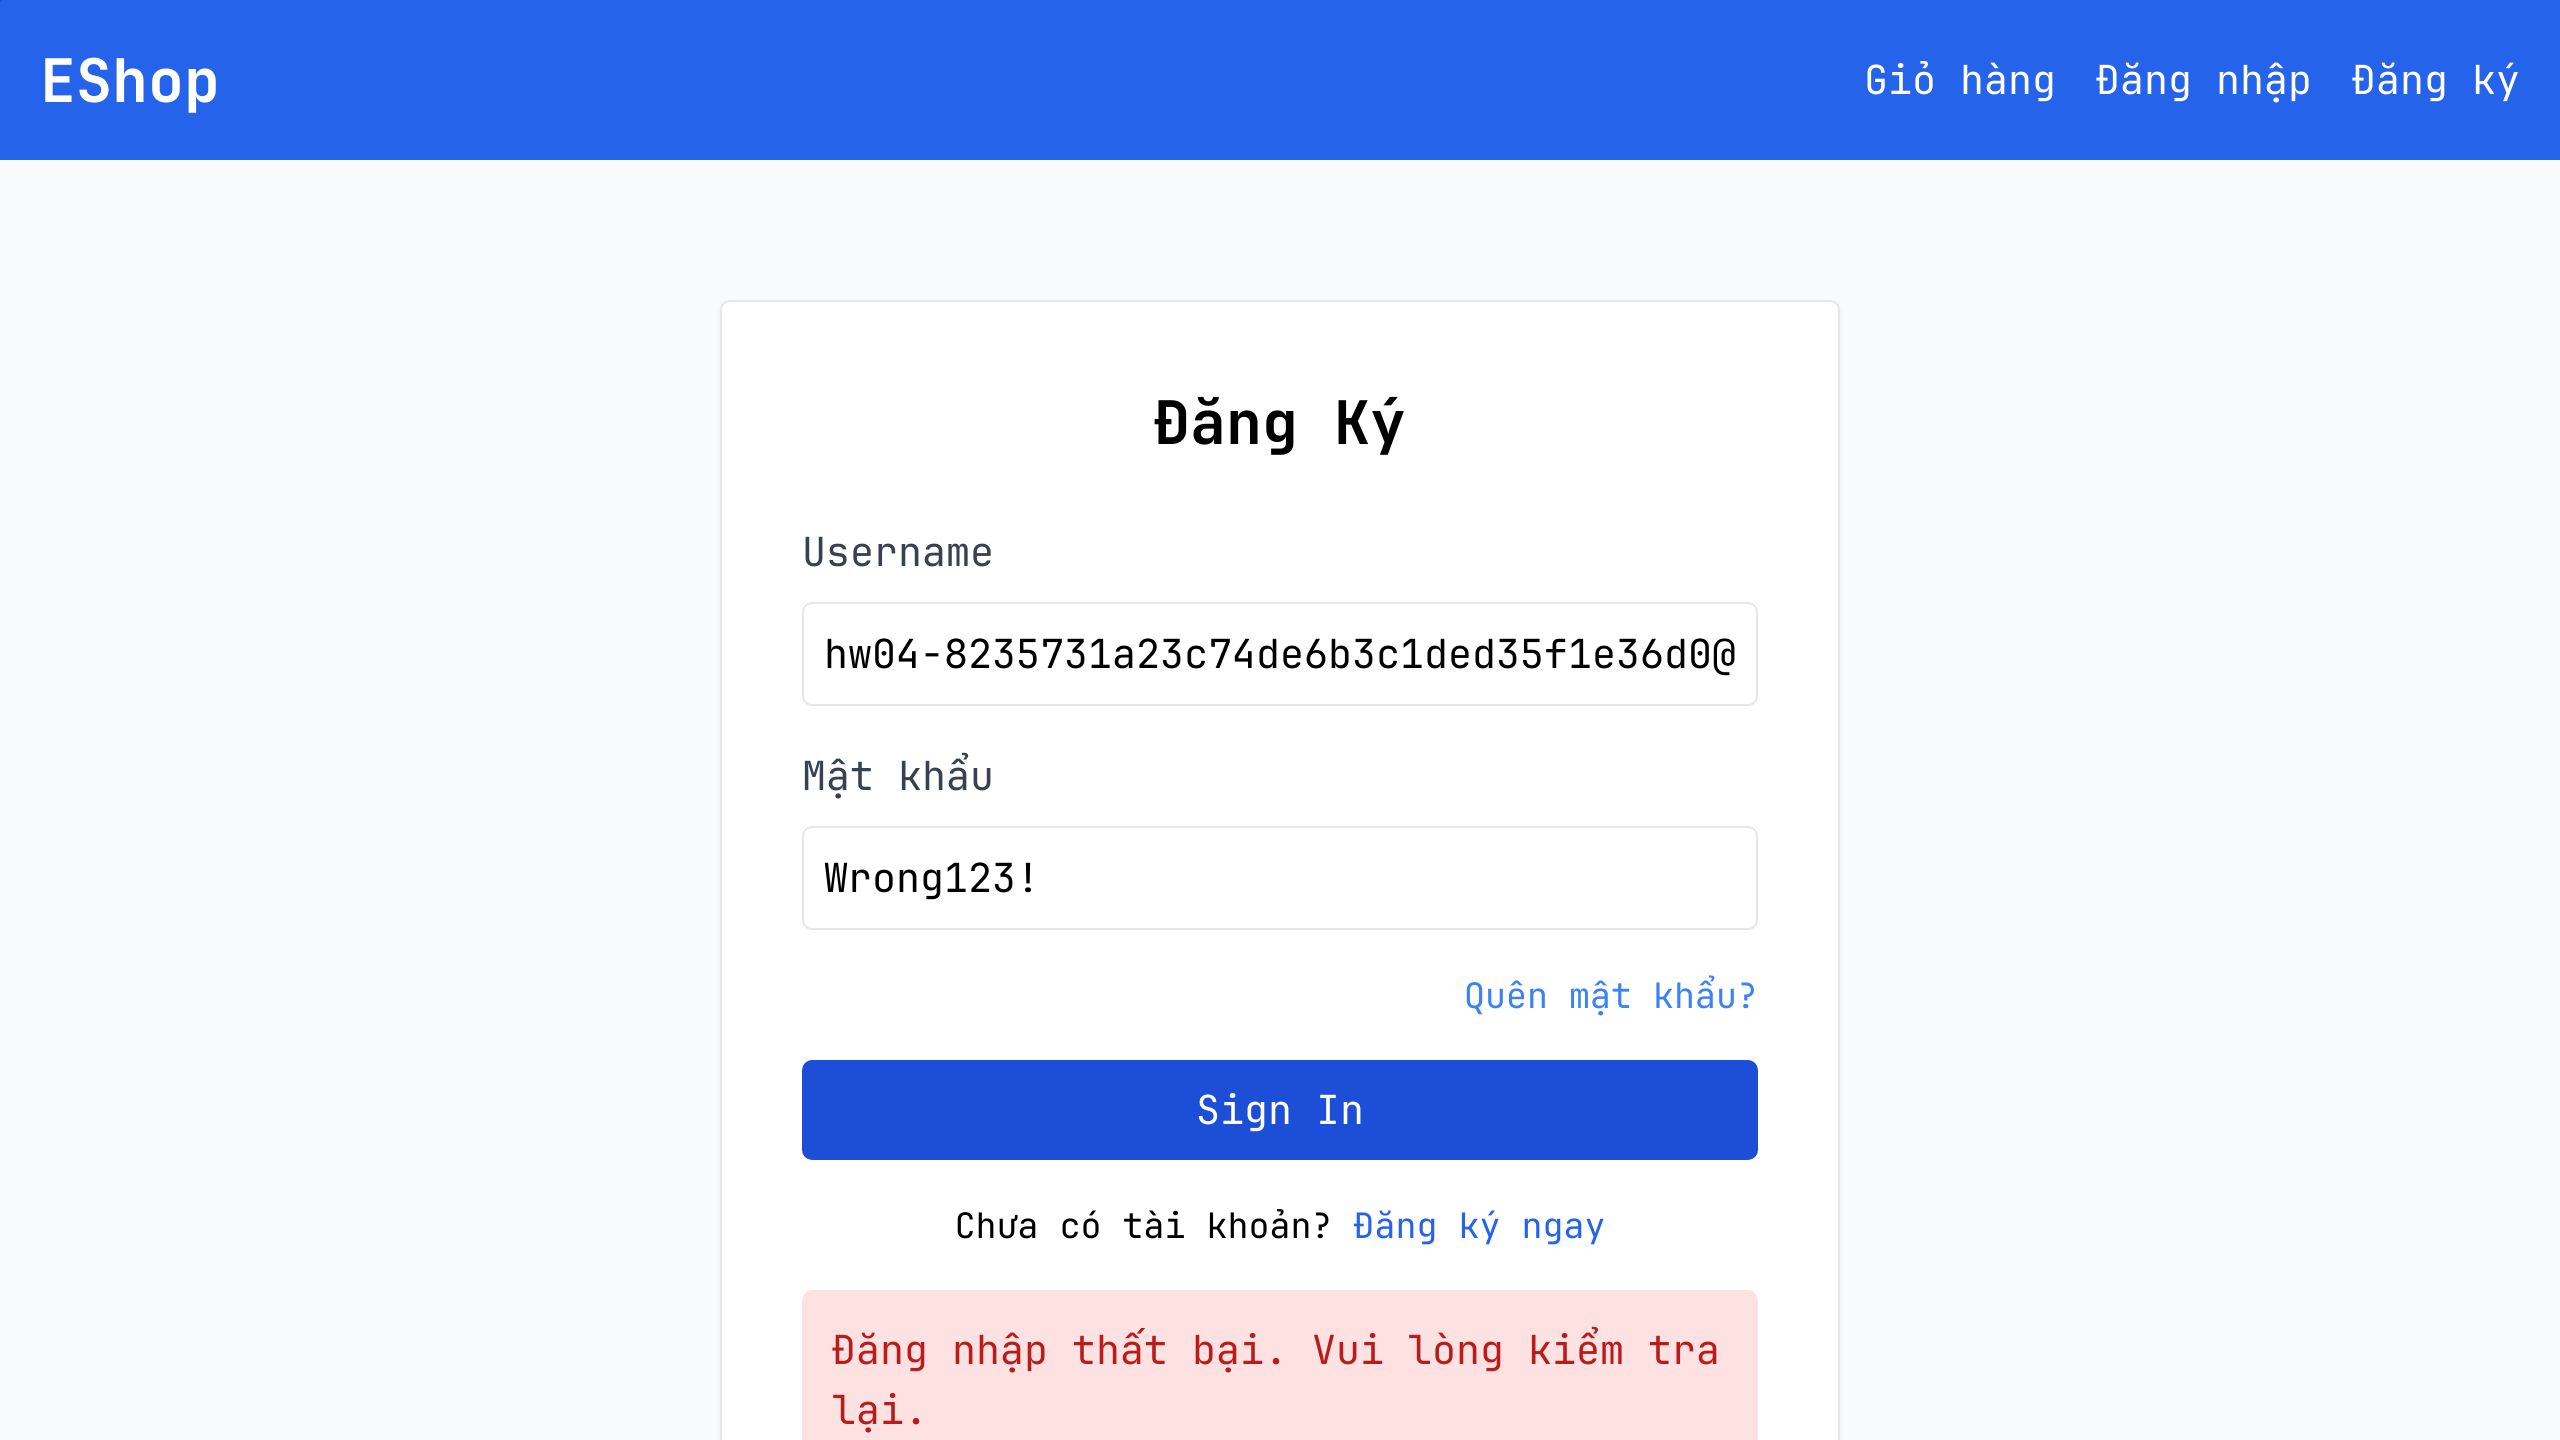 EShop
Giỏ hàng Đăng nhập Đăng ký
Đăng Ký
Username
hw04-8235731a23c74de6b3c1ded35f1e36d0@
Mật khẩu
Wrong123!
Quên mật khẩu?
Sign In
Chưa có tài khoản? Đăng ký ngay
Đăng nhập thất bại. Vui lòng kiểm tra
lại.